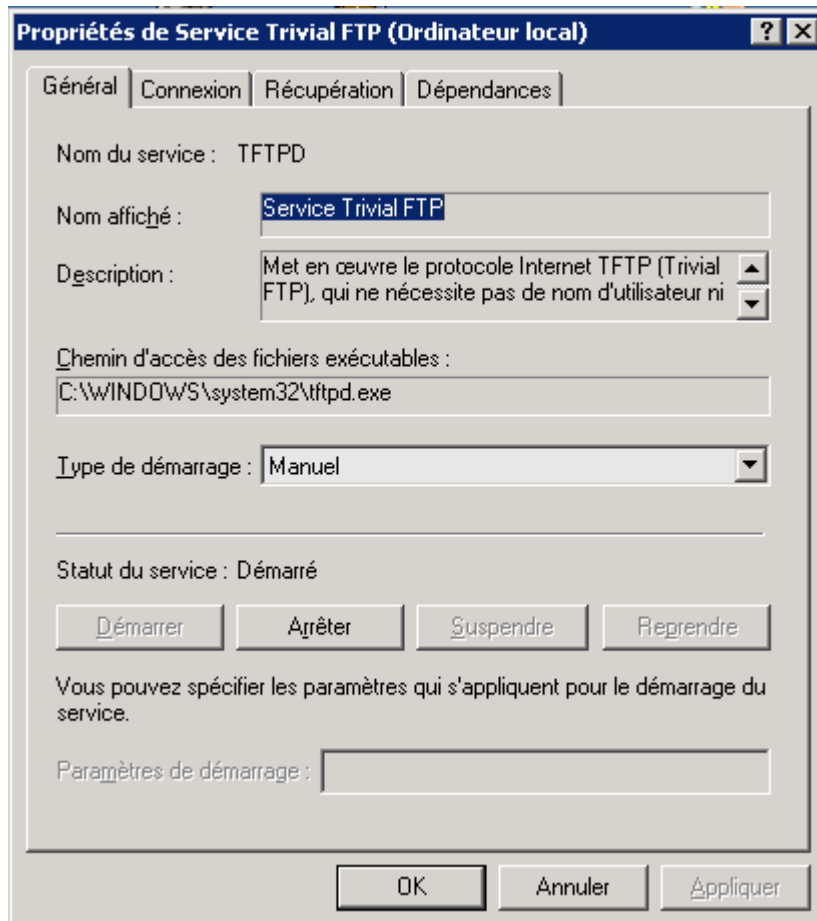 Propriétés de Service Trivial FTP (Ordinateur local)
Général Connexion Récupération Dépendances
Nom du service : TFTPD
Nom affiché : Service Trivial FTP
Description : Met en œuvre le protocole Internet TFTP (Trivial
FTP), qui ne nécessite pas de nom d'utilisateur ni
Chemin d'accès des fichiers exécutables :
C:\WINDOWS\system32\tftpd.exe
Type de démarrage : Manuel
Statut du service : Démarré
Démarrer Arrêter Suspendre Reprendre
Vous pouvez spécifier les paramètres qui s'appliquent pour le démarrage du
service.
Paramètres de démarrage :
OK Annuler Appliquer